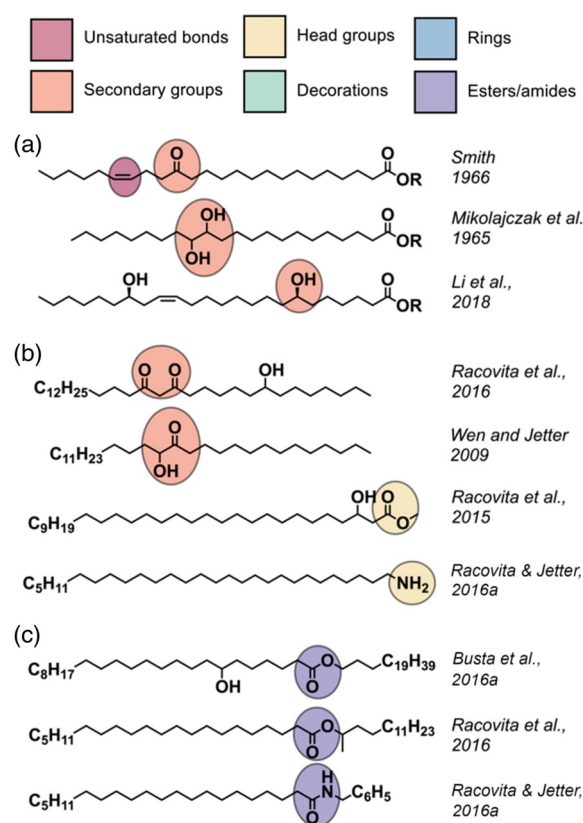 Unsaturated bonds
Head groups
Rings
Secondary groups
Decorations
Esters/amides
(a)
O
O
OR
Smith
1966
OH
OH
O
OR
Mikolajczak et al.
1965
OH
OH
O
OR
Li et al.,
2018
(b)
C12H25
O O
OH
Racovita et al.,
2016
C11H23
O
OH
Wen and Jetter
2009
C9H19
OH O
O
Racovita et al.,
2015
C5H11
NH2
Racovita & Jetter,
2016a
(c)
C8H17
OH
O
O
C19H39
Busta et al.,
2016a
C5H11
O
O
C11H23
Racovita et al.,
2016
C5H11
H
N
O
C6H5
Racovita & Jetter,
2016a